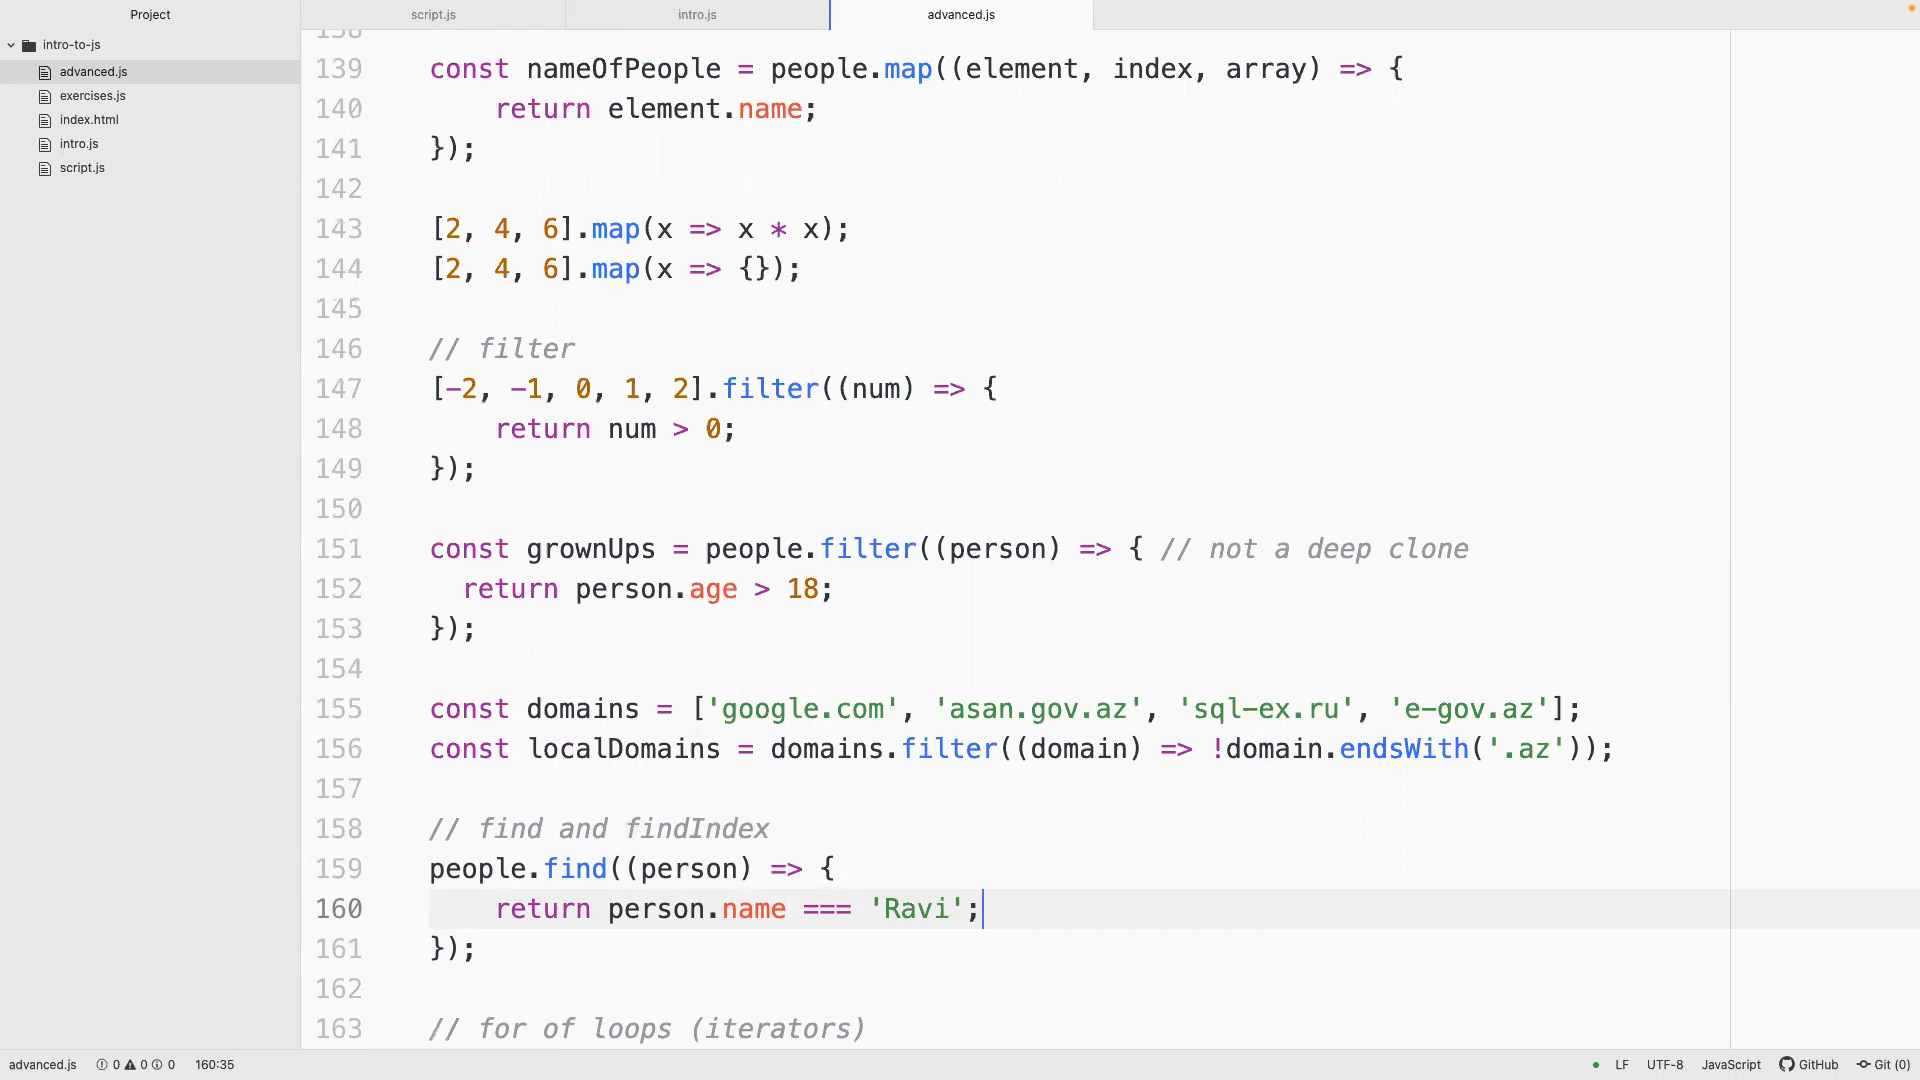 Project
script.js
intro.js
advanced.js
intro-to-js
advanced.js
exercises.js
index.html
intro.js
script.js
138
139 const nameOfPeople = people.map((element, index, array) => {
140 return element.name;
141 });
142
143 [2, 4, 6].map(x => x * x);
144 [2, 4, 6].map(x => {});
145
146 // filter
147 [-2, -1, 0, 1, 2].filter((num) => {
148 return num > 0;
149 });
150
151 const grownUps = people.filter((person) => { // not a deep clone
152 return person.age > 18;
153 });
154
155 const domains = ['google.com', 'asan.gov.az', 'sql-ex.ru', 'e-gov.az'];
156 const localDomains = domains.filter((domain) => !domain.endsWith('.az'));
157
158 // find and findIndex
159 people.find((person) => {
160 return person.name === 'Ravi';
161 });
162
163 // for of loops (iterators)
advanced.js 0 0 0 160:35 LF UTF-8 JavaScript GitHub Git (0)